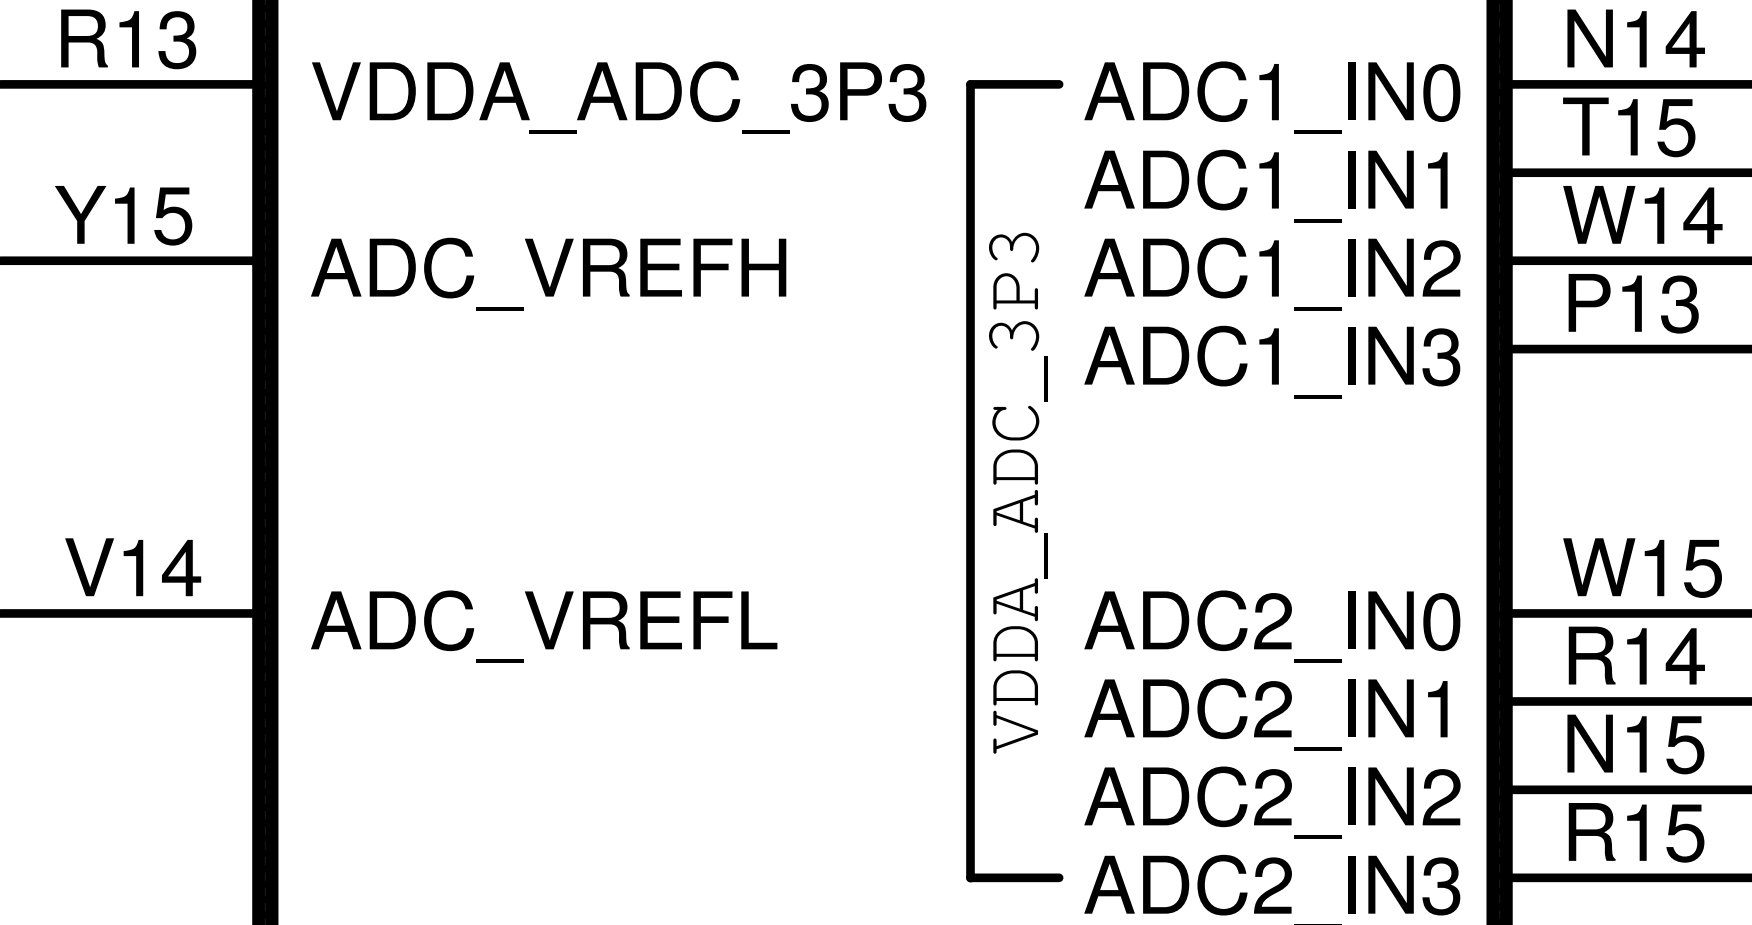 R13
VDDA_ADC_3P3
Y15
ADC_VREFH
V14
ADC_VREFL
VDDA_ADC_3P3
ADC1_IN0
N14
ADC1_IN1
T15
ADC1_IN2
W14
ADC1_IN3
P13
ADC2_IN0
W15
ADC2_IN1
R14
ADC2_IN2
N15
ADC2_IN3
R15